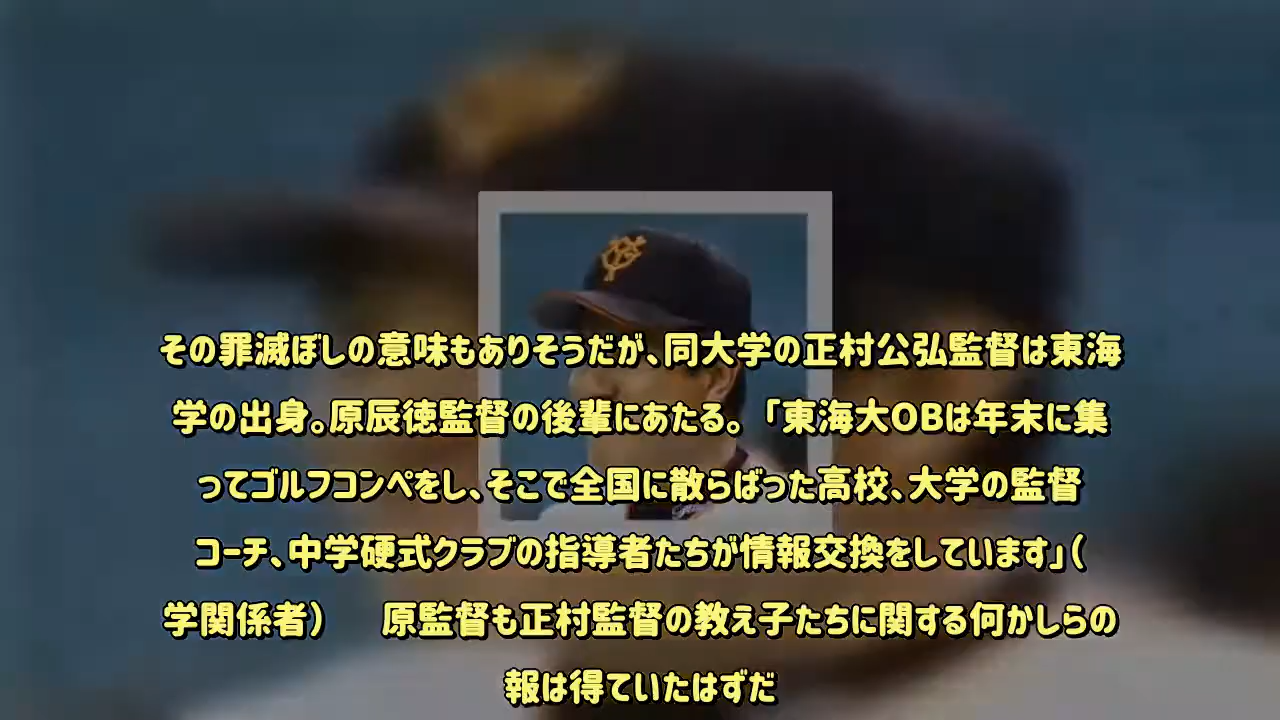 その罪滅ぼしの意味もありそうだが、同大学の正村公弘監督は東海
学の出身。原辰徳監督の後輩にあたる。「東海大OBは年末に集
ってゴルフコンペをし、そこで全国に散らばった高校、大学の監督
コーチ、中学硬式クラブの指導者たちが情報交換をしています」（
学関係者） 原監督も正村監督の教え子たちに関する何かしらの
報は得ていたはずだ